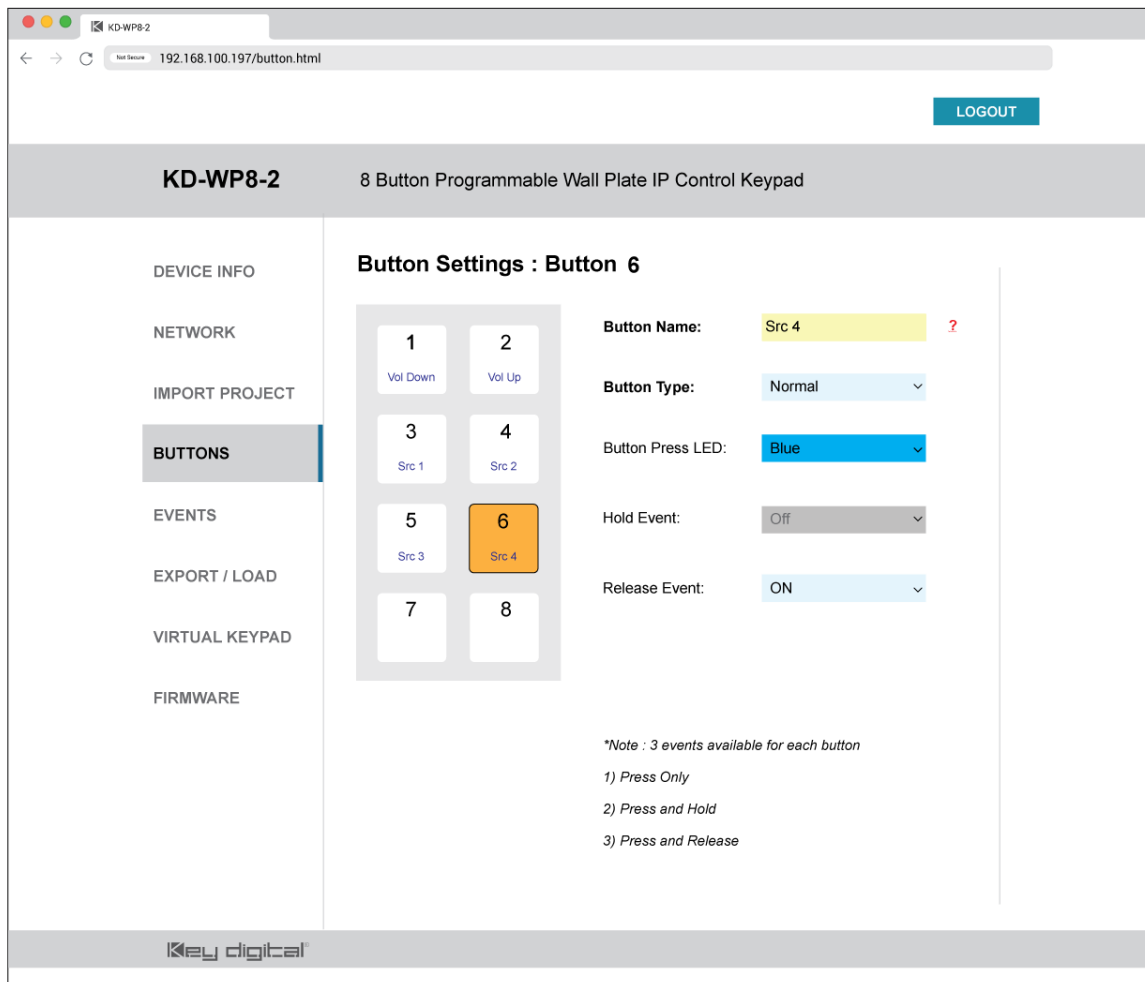 KD-WP8-2
Not Secure 192.168.100.197/button.html
LOGOUT
KD-WP8-2 8 Button Programmable Wall Plate IP Control Keypad
DEVICE INFO
NETWORK
IMPORT PROJECT
BUTTONS
EVENTS
EXPORT / LOAD
VIRTUAL KEYPAD
FIRMWARE
Button Settings : Button 6
1 2
Vol Down Vol Up
3 4
Src 1 Src 2
5 6
Src 3 Src 4
7 8
Button Name: Src 4 ?
Button Type: Normal
Button Press LED: Blue
Hold Event: Off
Release Event: ON
*Note : 3 events available for each button
1) Press Only
2) Press and Hold
3) Press and Release
Key digital®